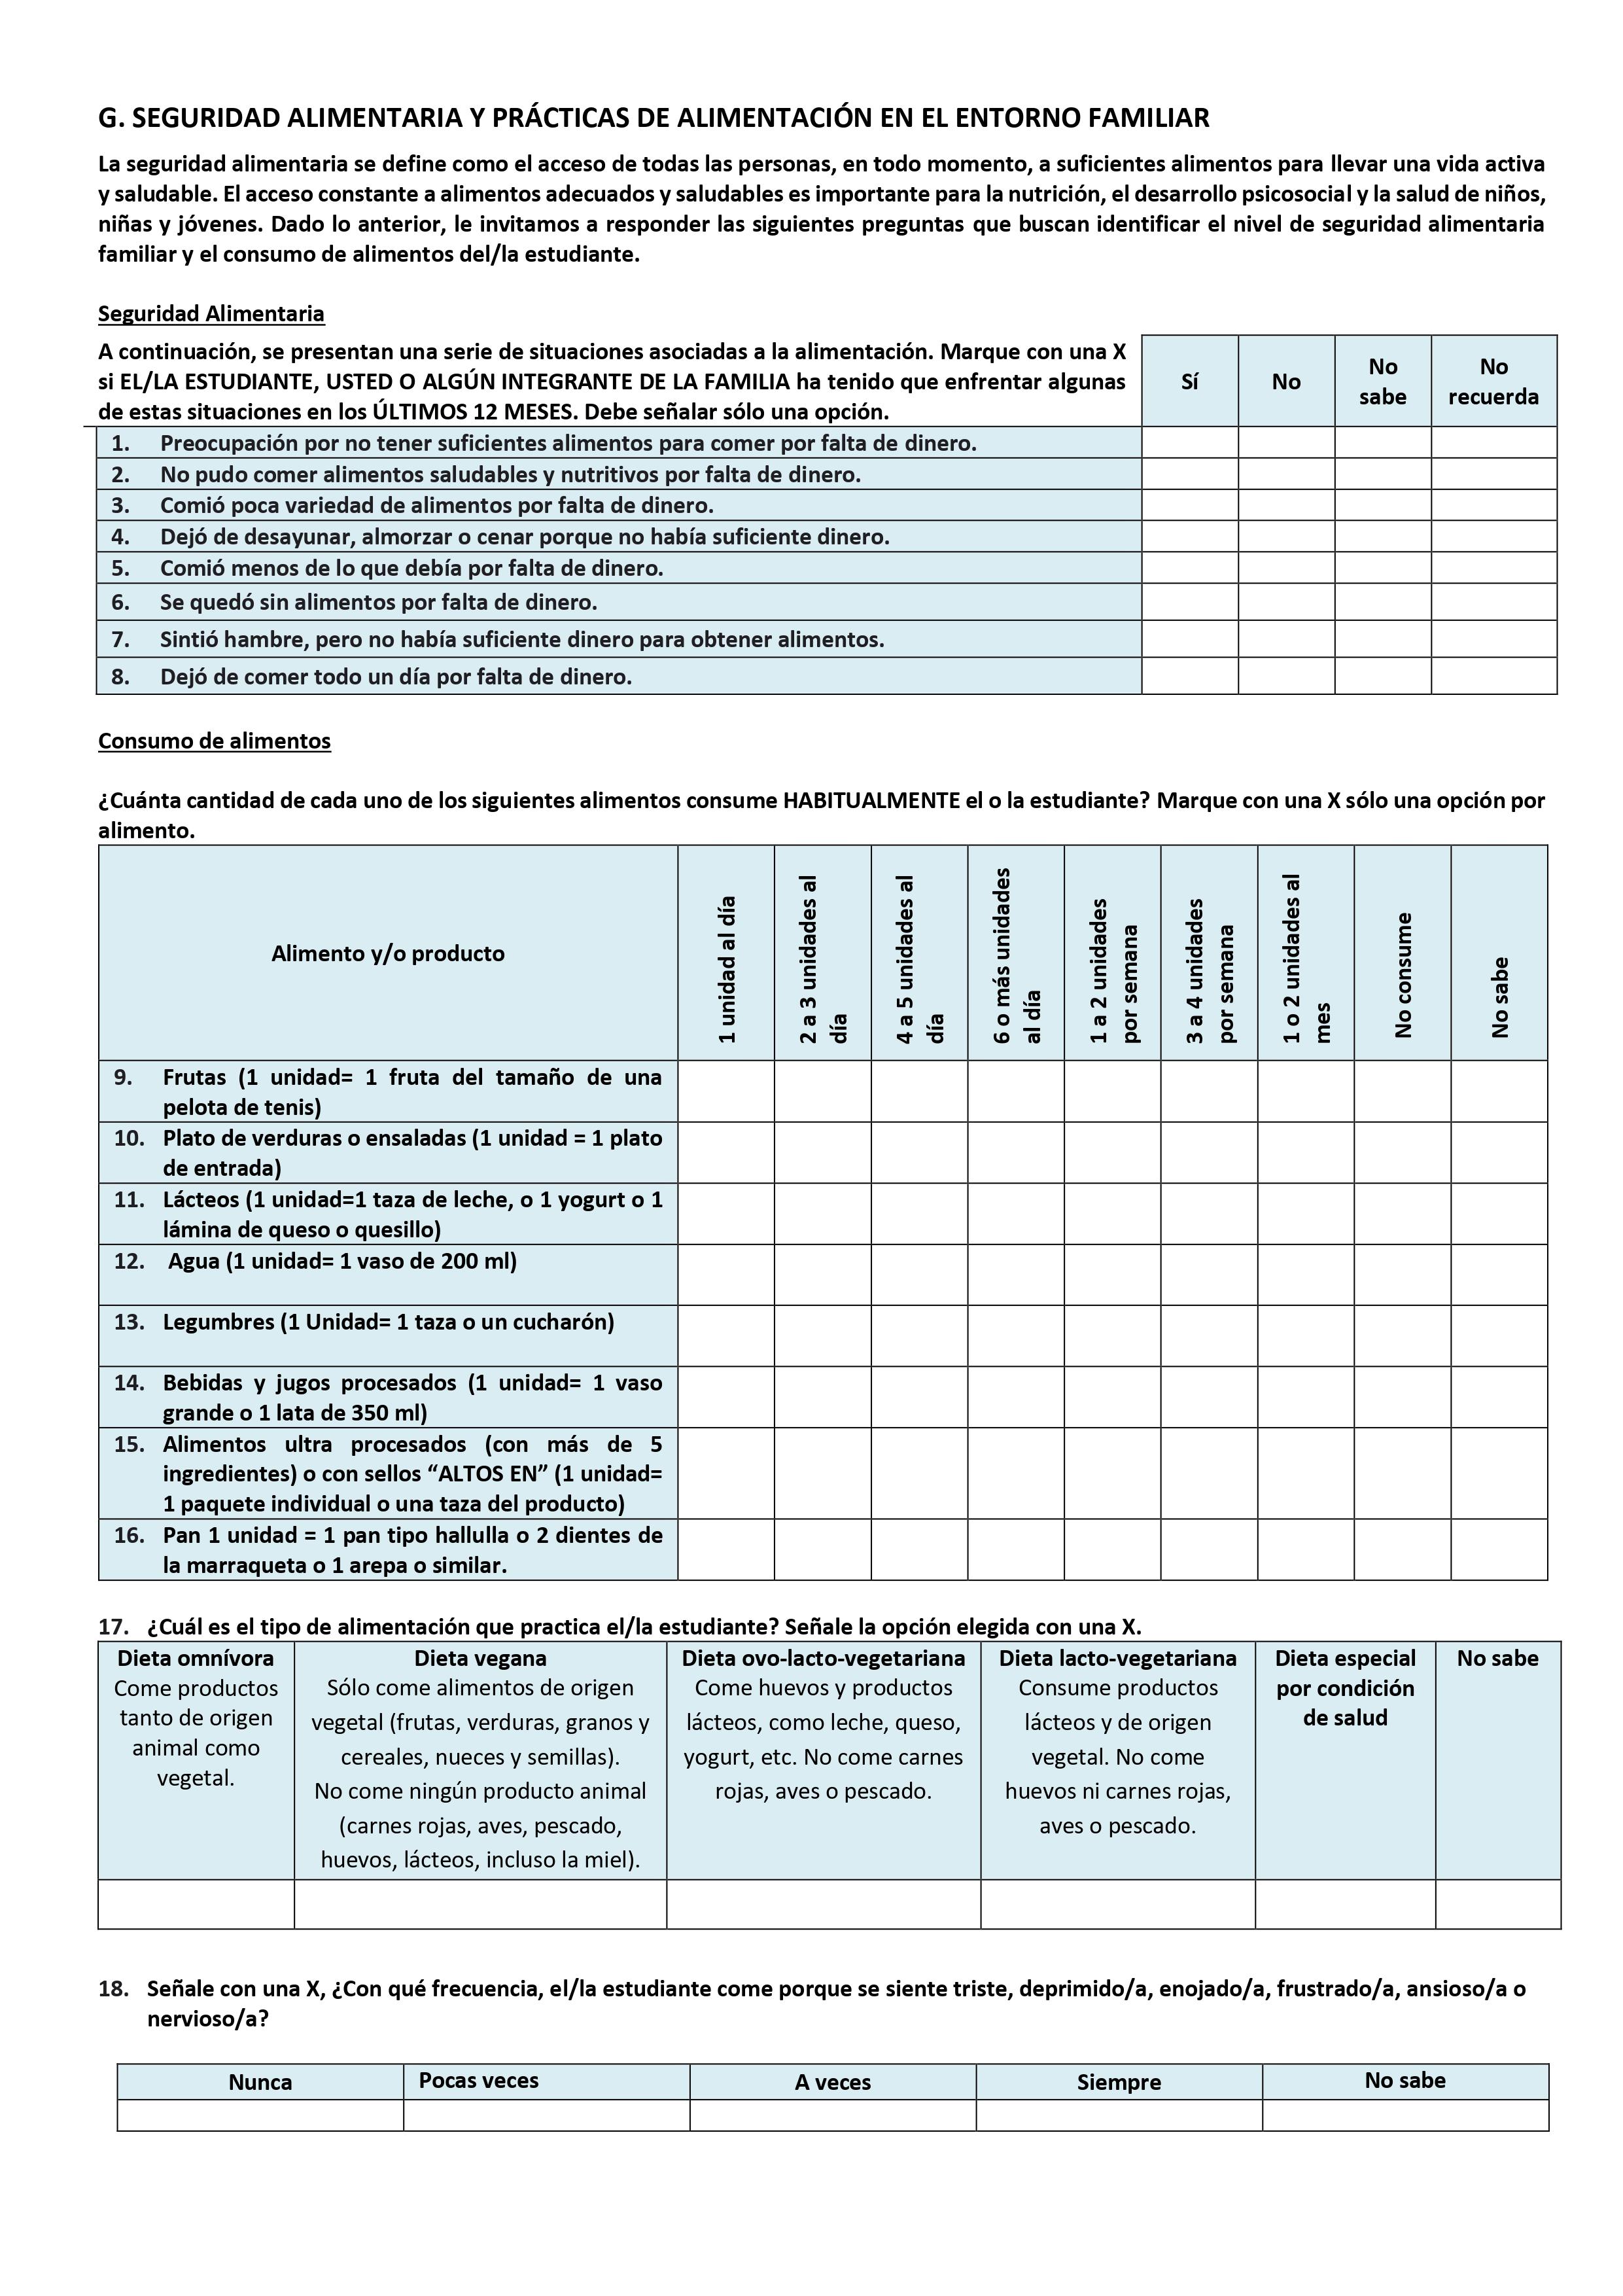 G. SEGURIDAD ALIMENTARIA Y PRÁCTICAS DE ALIMENTACIÓN EN EL ENTORNO FAMILIAR
La seguridad alimentaria se define como el acceso de todas las personas, en todo momento, a suficientes alimentos para llevar una vida activa
y saludable. El acceso constante a alimentos adecuados y saludables es importante para la nutrición, el desarrollo psicosocial y la salud de niños,
niñas y jóvenes. Dado lo anterior, le invitamos a responder las siguientes preguntas que buscan identificar el nivel de seguridad alimentaria
familiar y el consumo de alimentos del/la estudiante.
Seguridad Alimentaria
A continuación, se presentan una serie de situaciones asociadas a la alimentación. Marque con una X
si EL/LA ESTUDIANTE, USTED O ALGÚN INTEGRANTE DE LA FAMILIA ha tenido que enfrentar algunas
de estas situaciones en los ÚLTIMOS 12 MESES. Debe señalar sólo una opción.
Sí
No
No
sabe
No
recuerda
1. Preocupación por no tener suficientes alimentos para comer por falta de dinero.
2. No pudo comer alimentos saludables y nutritivos por falta de dinero.
3. Comió poca variedad de alimentos por falta de dinero.
4. Dejó de desayunar, almorzar o cenar porque no había suficiente dinero.
5. Comió menos de lo que debía por falta de dinero.
6. Se quedó sin alimentos por falta de dinero.
7. Sintió hambre, pero no había suficiente dinero para obtener alimentos.
8. Dejó de comer todo un día por falta de dinero.
Consumo de alimentos
¿Cuánta cantidad de cada uno de los siguientes alimentos consume HABITUALMENTE el o la estudiante? Marque con una X sólo una opción por
alimento.
Alimento y/o producto
1 unidad al día
2 a 3 unidades al
día
4 a 5 unidades al
día
6 o más unidades
al día
1 a 2 unidades
por semana
3 a 4 unidades
por semana
1 o 2 unidades al
mes
No consume
No sabe
9. Frutas (1 unidad= 1 fruta del tamaño de una
pelota de tenis)
10. Plato de verduras o ensaladas (1 unidad = 1 plato
de entrada)
11. Lácteos (1 unidad=1 taza de leche, o 1 yogurt o 1
lámina de queso o quesillo)
12. Agua (1 unidad= 1 vaso de 200 ml)
13. Legumbres (1 Unidad= 1 taza o un cucharón)
14. Bebidas y jugos procesados (1 unidad= 1 vaso
grande o 1 lata de 350 ml)
15. Alimentos ultra procesados (con más de 5
ingredientes) o con sellos “ALTOS EN” (1 unidad=
1 paquete individual o una taza del producto)
16. Pan 1 unidad = 1 pan tipo hallulla o 2 dientes de
la marraqueta o 1 arepa o similar.
17. ¿Cuál es el tipo de alimentación que practica el/la estudiante? Señale la opción elegida con una X.
Dieta omnívora
Come productos
tanto de origen
animal como
vegetal.
Dieta vegana
Sólo come alimentos de origen
vegetal (frutas, verduras, granos y
cereales, nueces y semillas).
No come ningún producto animal
(carnes rojas, aves, pescado,
huevos, lácteos, incluso la miel).
Dieta ovo-lacto-vegetariana
Come huevos y productos
lácteos, como leche, queso,
yogurt, etc. No come carnes
rojas, aves o pescado.
Dieta lacto-vegetariana
Consume productos
lácteos y de origen
vegetal. No come
huevos ni carnes rojas,
aves o pescado.
Dieta especial
por condición
de salud
No sabe
18. Señale con una X, ¿Con qué frecuencia, el/la estudiante come porque se siente triste, deprimido/a, enojado/a, frustrado/a, ansioso/a o
nervioso/a?
Nunca
Pocas veces
A veces
Siempre
No sabe